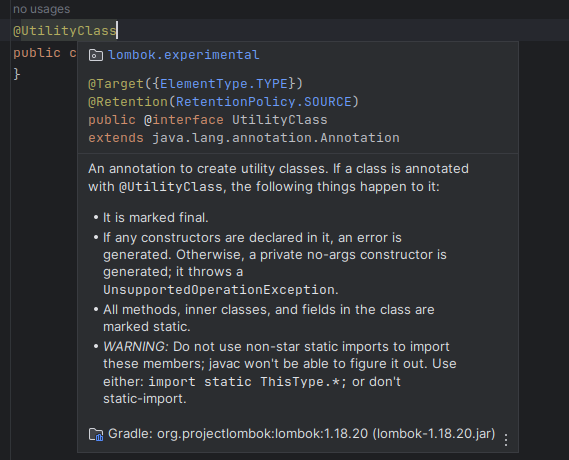 no usages
@UtilityClass
public c
}
lombok.experimental
@Target({ElementType.TYPE})
@Retention(RetentionPolicy.SOURCE)
public @interface UtilityClass
extends java.lang.annotation.Annotation
An annotation to create utility classes. If a class is annotated
with @UtilityClass, the following things happen to it:
• It is marked final.
• If any constructors are declared in it, an error is
generated. Otherwise, a private no-args constructor is
generated; it throws a
UnsupportedOperationException.
• All methods, inner classes, and fields in the class are
marked static.
• WARNING: Do not use non-star static imports to import
these members; javac won't be able to figure it out. Use
either: import static ThisType.*; or don't
static-import.
Gradle: org.projectlombok:lombok:1.18.20 (lombok-1.18.20.jar)